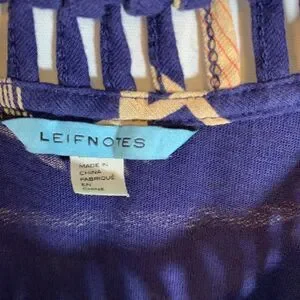 LEIFNOTES
MADE IN
CHINA
FABRIQUÉ
EN
CHINE